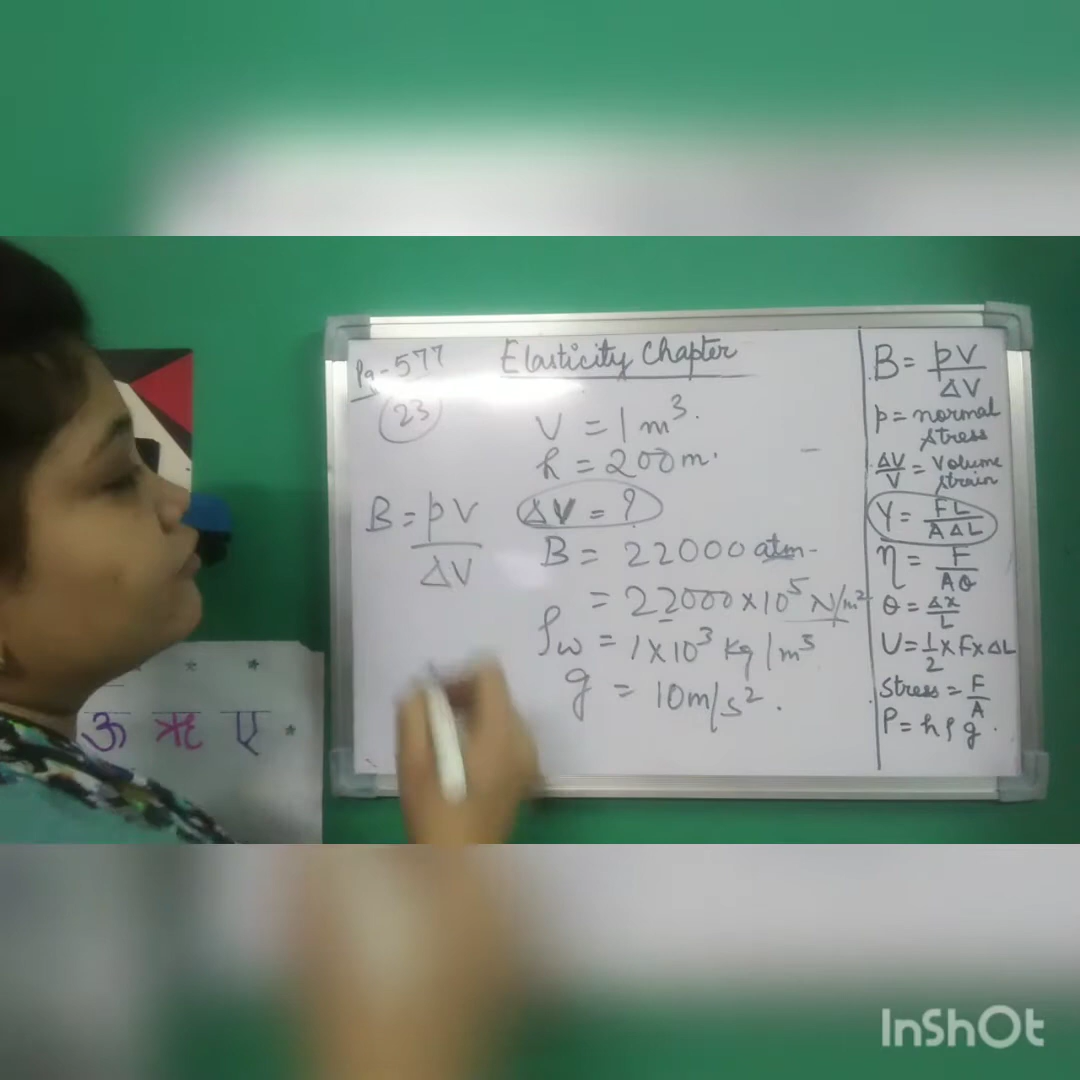 Pg-577
Elasticity Chapter
23
V = 1 m³.
h = 200m.
ΔV = ?
B = pV/ΔV
B = 22000 atm-
= 22000×10⁵ N/m²
ρw = 1×10³ kg/m³
g = 10m/s².
B = pV/ΔV
p = normal
stress
ΔV/V = Volume
strain
Y = FL/AΔL
η = F/Aθ
θ = Δx/L
U = 1/2 × F × ΔL
Stress = F/A
P = hρg.
ऊ ऋ ए
InShOt